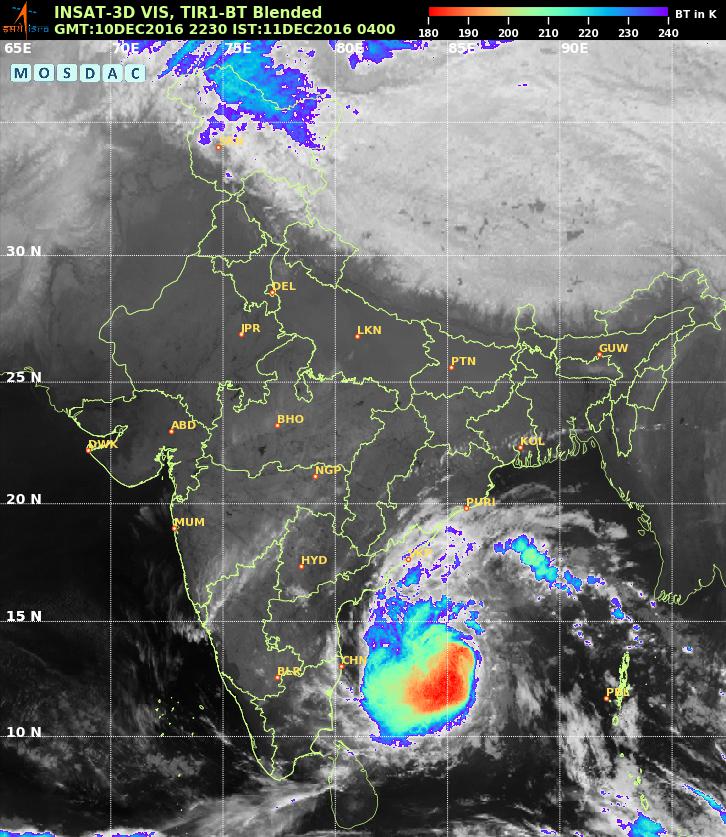 INSAT-3D VIS, TIR1-BT Blended
GMT:10DEC2016 2230 IST:11DEC2016 0400
BT in K
180 190 200 210 220 230 240
65E 70E 75E 80E 85E 90E
MOSDAC
30 N
DEL
JPR
LKN
GUW
PTN
25 N
BHO
ABD
KOL
DWK
NGP
20 N
PURI
MUM
HYD
15 N
CHN
BLR
PBL
10 N